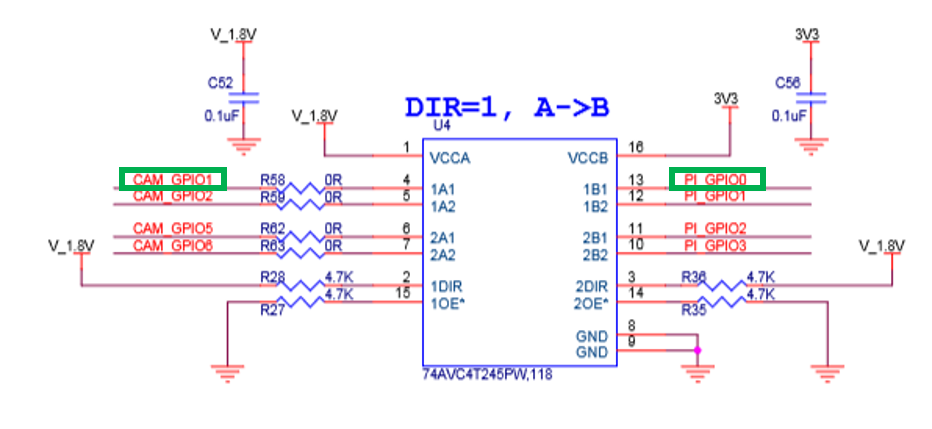 V_1.8V
3V3
C52
0.1uF
V_1.8V
DIR=1, A->B
U4
3V3
C56
0.1uF
1
VCCA
VCCB
16
CAM_GPIO1
R58
0R
4
1A1
1B1
13
PI_GPIO0
CAM_GPIO2
R59
0R
5
1A2
1B2
12
PI_GPIO1
CAM_GPIO5
R62
0R
6
2A1
2B1
11
PI_GPIO2
CAM_GPIO6
R63
0R
7
2A2
2B2
10
PI_GPIO3
V_1.8V
V_1.8V
R28
4.7K
2
1DIR
2DIR
3
R36
4.7K
R27
4.7K
15
1OE*
2OE*
14
R35
4.7K
GND
8
GND
9
74AVC4T245PW,118